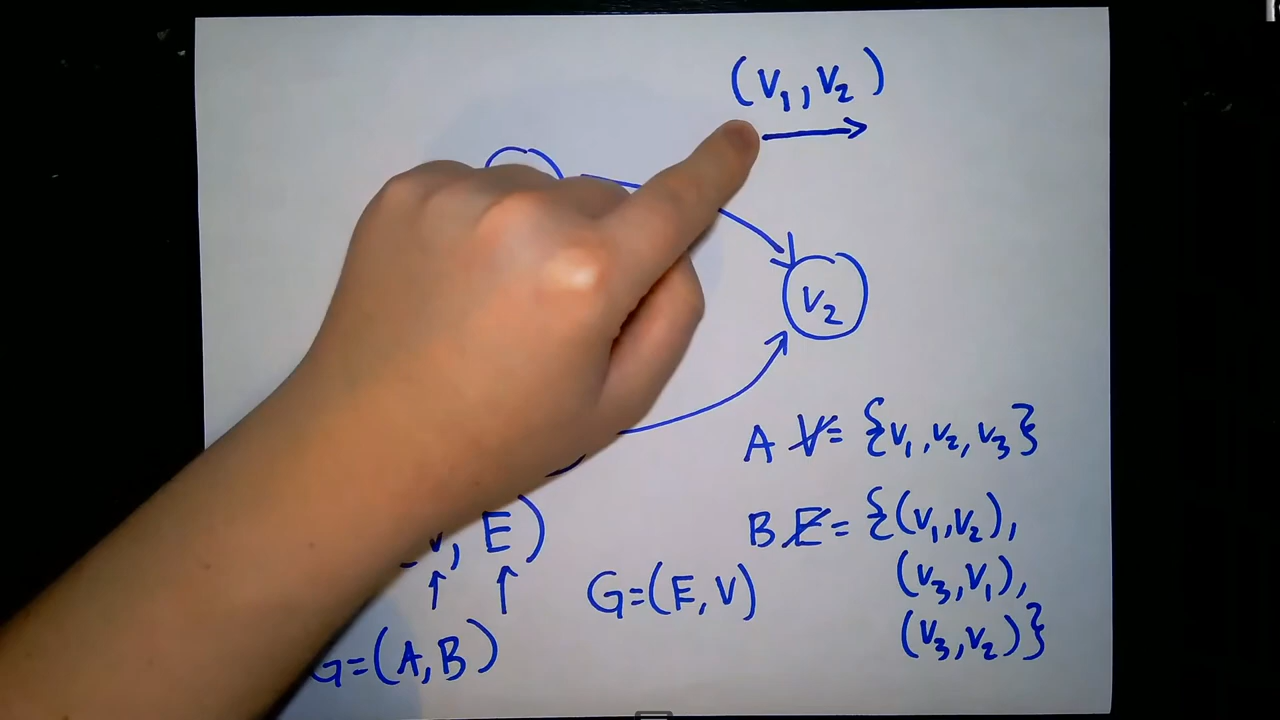 (V₁, V₂)
V₂
A V= {V₁, V₂, V₃}
B E= {(V₁,V₂),
(V₃,V₁),
(V₃,V₂)}
V, E)
G=(E, V)
G=(A,B)